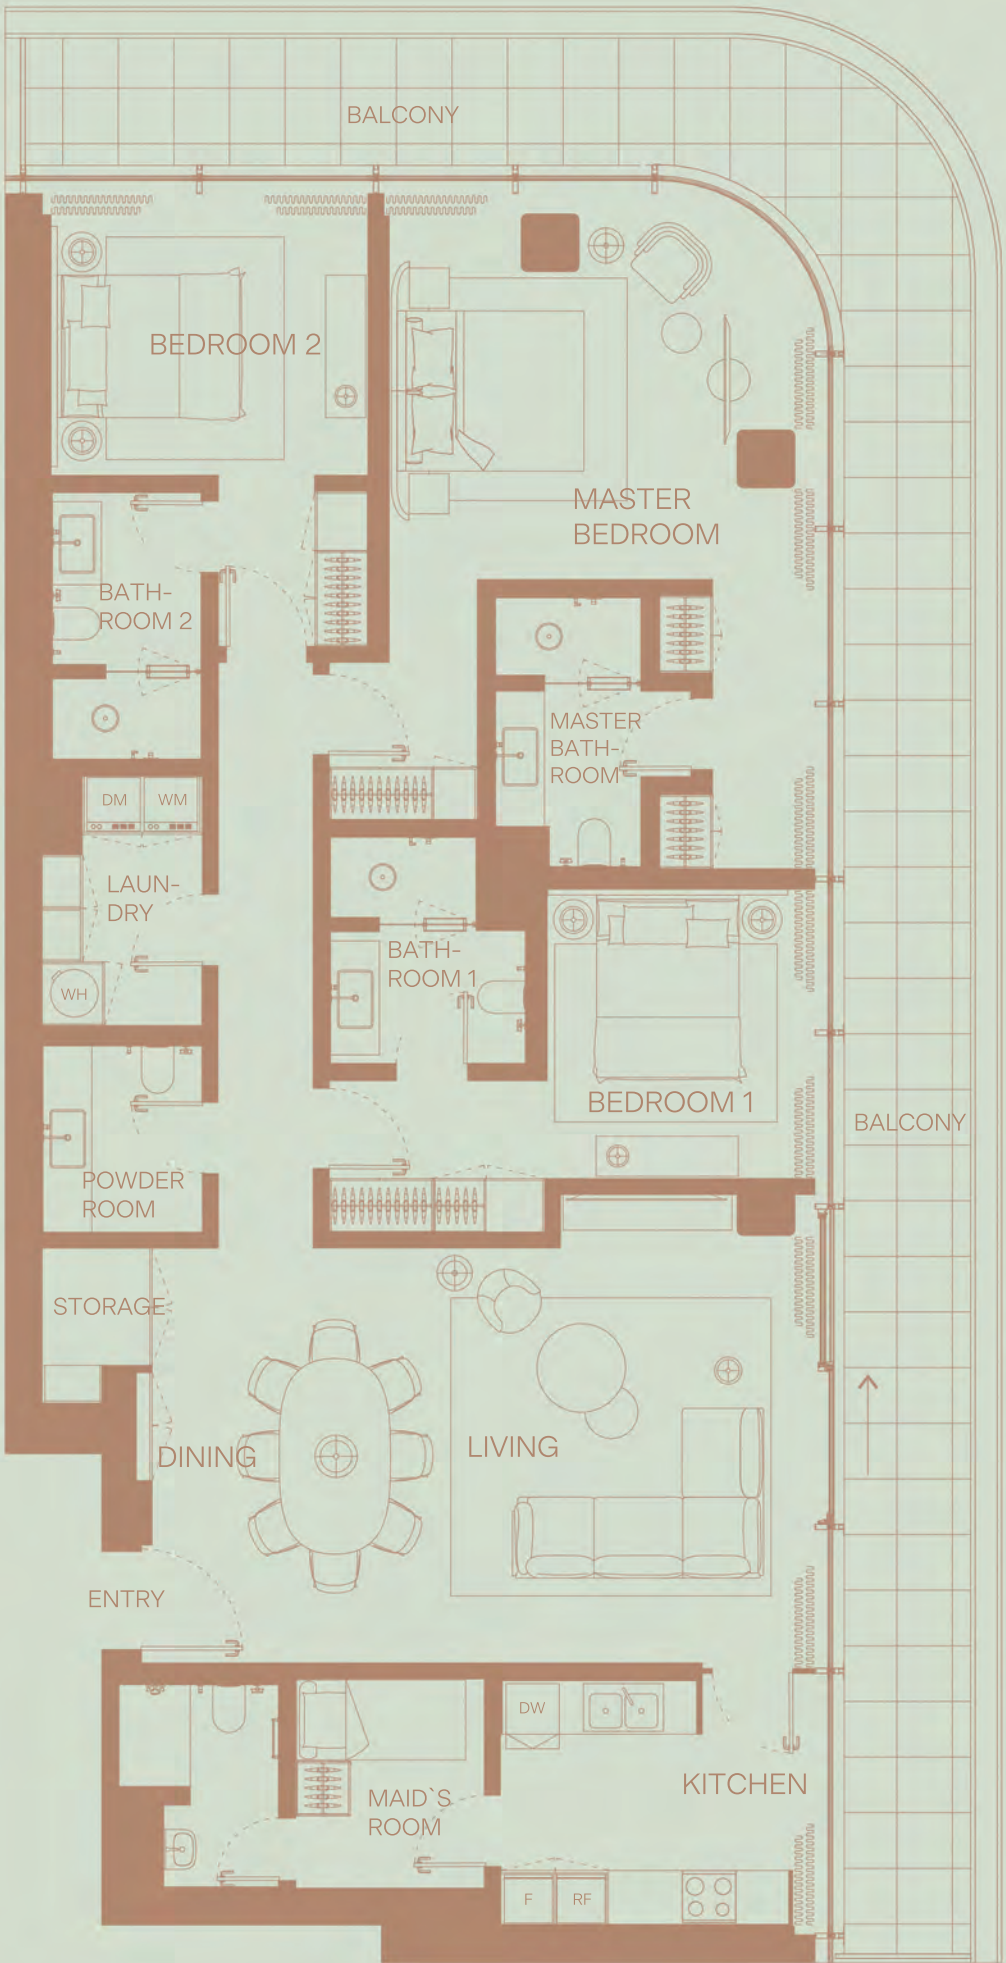 BALCONY
BEDROOM 2
MASTER
BEDROOM
BATH-
ROOM 2
MASTER
BATH-
ROOM
DM
WM
LAUN-
DRY
BATH-
ROOM 1
WH
BEDROOM 1
BALCONY
POWDER
ROOM
STORAGE
DINING
LIVING
ENTRY
DW
KITCHEN
MAID`S
ROOM
F
RF